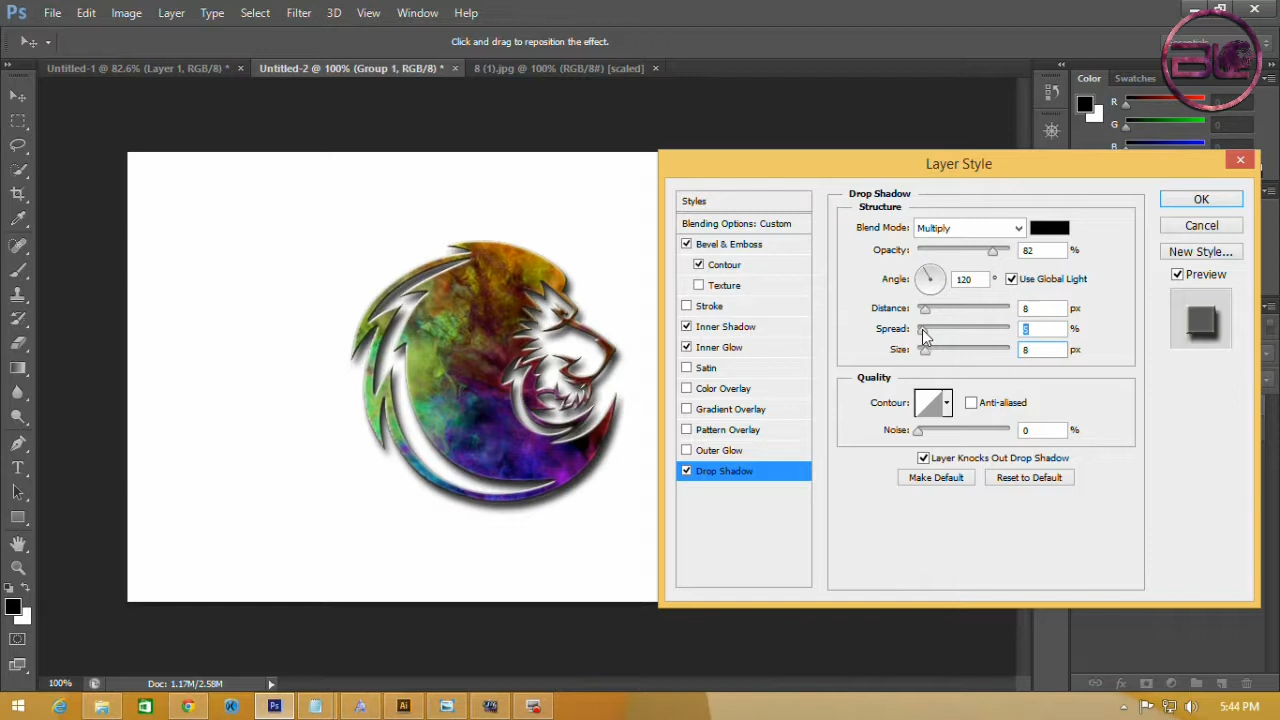 Ps File Edit Image Layer Type Select Filter 3D View Window Help
Click and drag to reposition the effect.
Untitled-1 @ 82.6% (Layer 1, RGB/8) * × Untitled-2 @ 100% (Group 1, RGB/8) * × 8 (1).jpg @ 100% (RGB/8#) [scaled] ×
Color Swatches
R
G
B
Layer Style
Styles
Blending Options: Custom
Bevel & Emboss
Contour
Texture
Stroke
Inner Shadow
Inner Glow
Satin
Color Overlay
Gradient Overlay
Pattern Overlay
Outer Glow
Drop Shadow
Drop Shadow
Structure
Blend Mode: Multiply
Opacity: 82 %
Angle: 120 ° Use Global Light
Distance: 8 px
Spread: %
Size: 8 px
Quality
Contour: Anti-aliased
Noise: 0 %
Layer Knocks Out Drop Shadow
Make Default Reset to Default
OK
Cancel
New Style...
Preview
100% Doc: 1.17M/2.58M
Ps Ai 5:44 PM